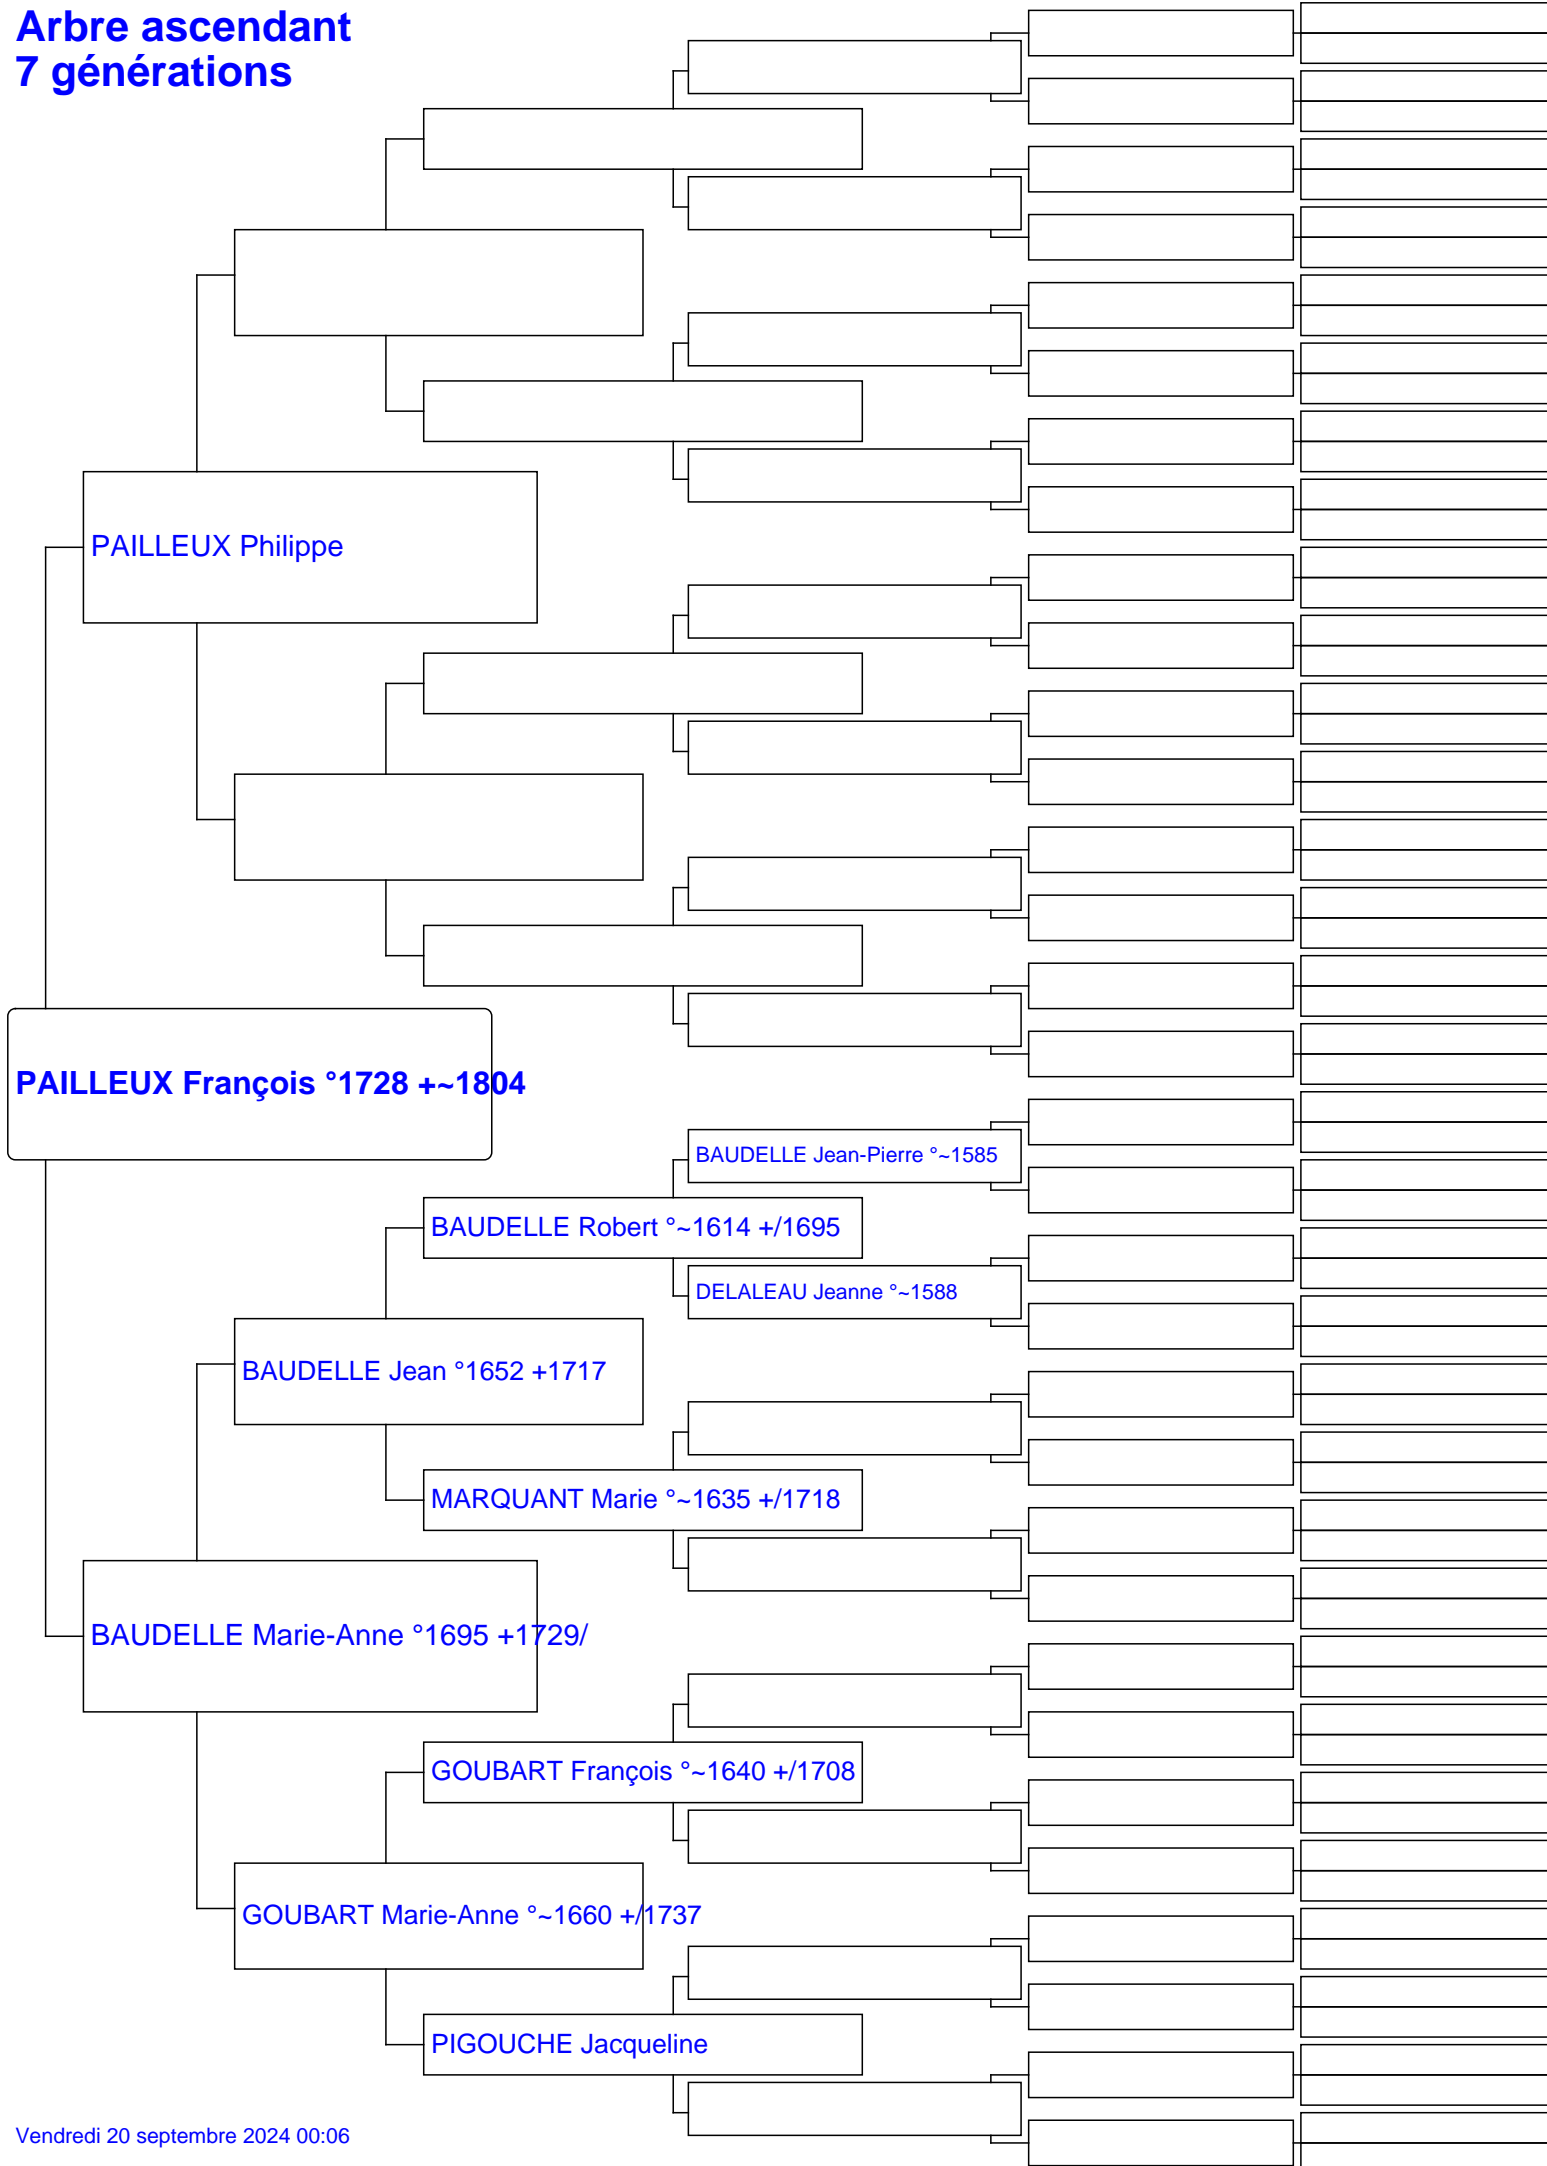 Arbre ascendant
7 générations
PAILLEUX Philippe
PAILLEUX François °1728 +~1804
BAUDELLE Jean-Pierre °~1585
BAUDELLE Robert °~1614 +/1695
DELALEAU Jeanne °~1588
BAUDELLE Jean °1652 +1717
MARQUANT Marie °~1635 +/1718
BAUDELLE Marie-Anne °1695 +1729/
GOUBART François °~1640 +/1708
GOUBART Marie-Anne °~1660 +/1737
PIGOUCHE Jacqueline
Vendredi 20 septembre 2024 00:06